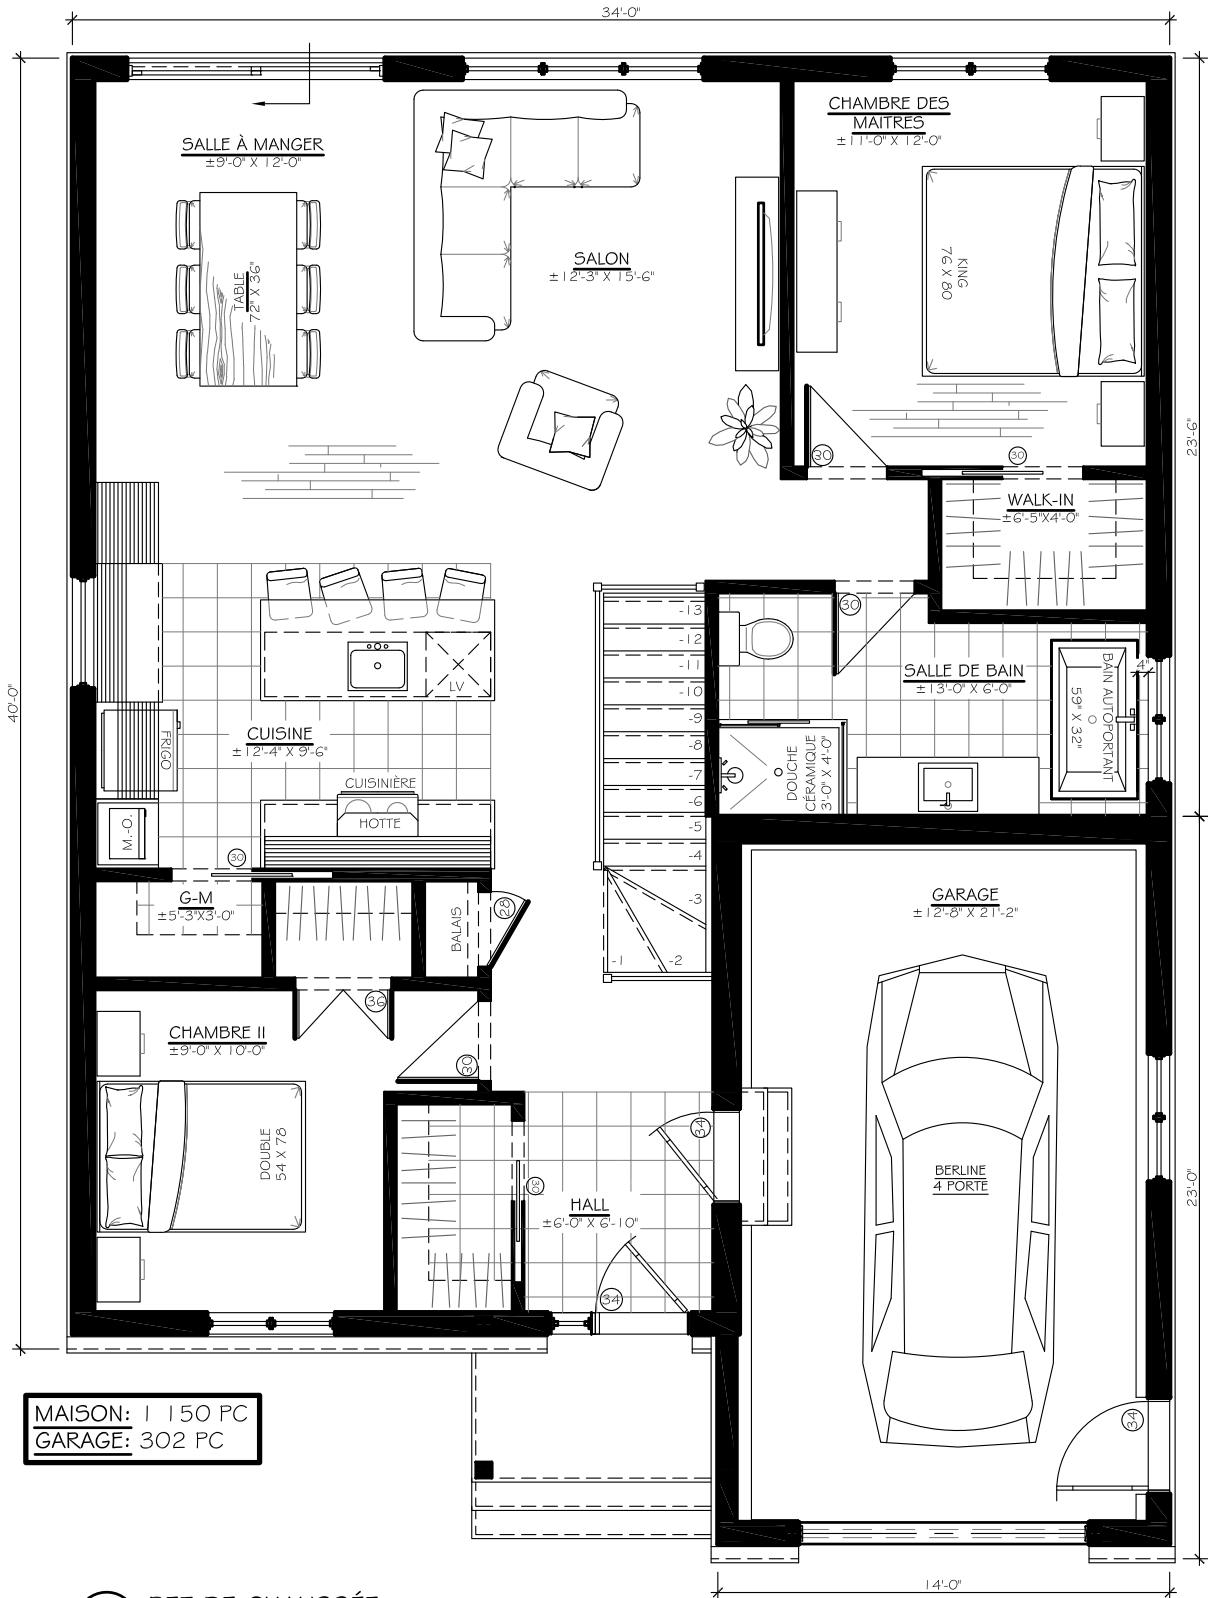 34'-0"
CHAMBRE DES
MAITRES
±11'-0" X 12'-0"
SALLE À MANGER
±9'-0" X 12'-0"
TABLE
72" X 36"
SALON
±12'-3" X 15'-6"
KING
76 X 80
30
30
23'-6"
WALK-IN
±6'-5"X4'-0"
40'-0"
30
-13
-12
-11
-10
-9
-8
-7
-6
-5
-4
-3
-2
-1
SALLE DE BAIN
±13'-0" X 6'-0"
4"
BAIN AUTOPORTANT
59" X 32"
DOUCHE
CÉRAMIQUE
3'-0" X 4'-0"
LV
CUISINE
±12'-4" X 9'-6"
FRIGO
CUISINIÈRE
HOTTE
M.-O.
30
G-M
±5'-3"X3'-0"
BALAIS
28
GARAGE
±12'-8" X 21'-2"
36
CHAMBRE II
±9'-0" X 10'-0"
30
DOUBLE
54 X 78
34
BERLINE
4 PORTE
30
HALL
±6'-0" X 6'-10"
34
23'-0"
MAISON: 1 150 PC
GARAGE: 302 PC
34
14'-0"